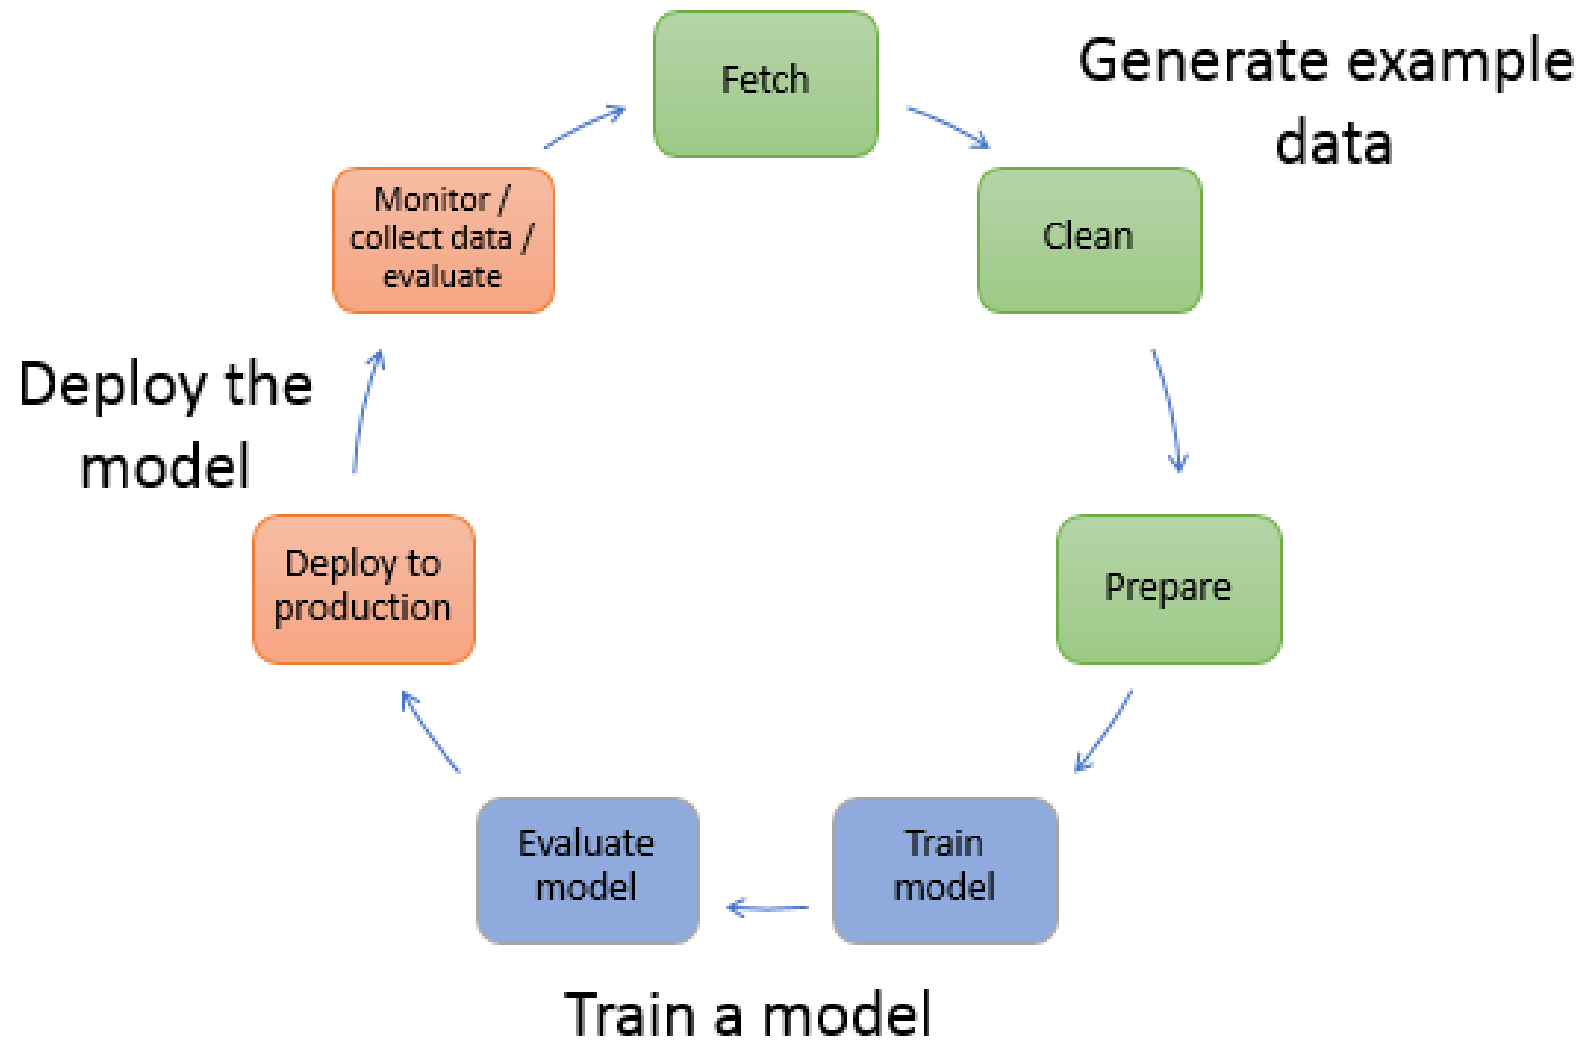 Fetch
Generate example
data
Clean
Prepare
Train
model
Evaluate
model
Train a model
Deploy to
production
Deploy the
model
Monitor /
collect data /
evaluate